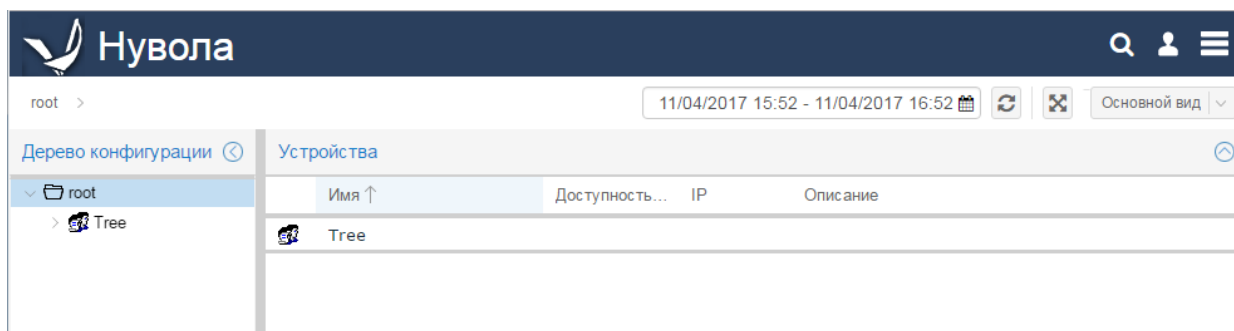 Нувола
root >
11/04/2017 15:52 - 11/04/2017 16:52
Основной вид
Дерево конфигурации
Устройства
root
Tree
Имя ↑ Доступность... IP Описание
Tree